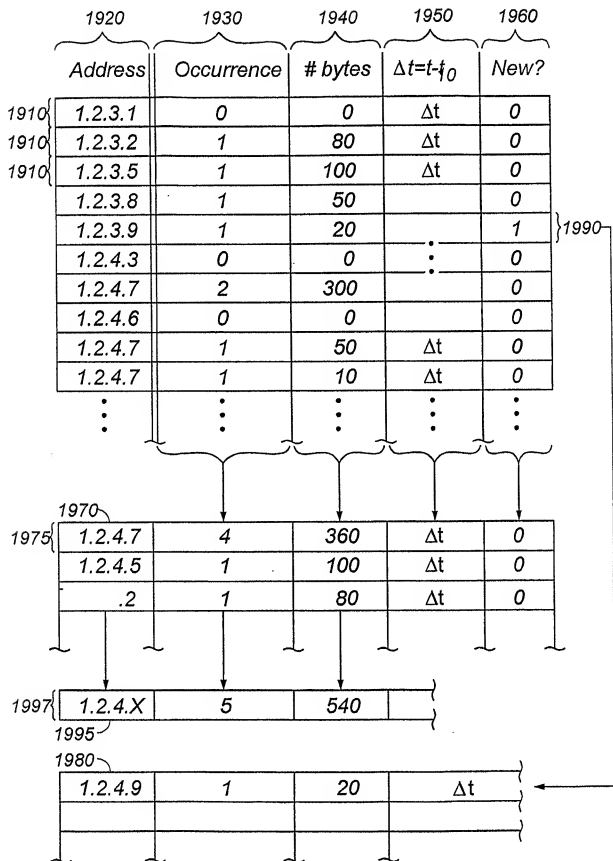 1920 1930 1940 1950 1960
Address Occurrence # bytes Δt=t-t0 New?
1910 1.2.3.1 0 0 Δt 0
1910 1.2.3.2 1 80 Δt 0
1910 1.2.3.5 1 100 Δt 0
1.2.3.8 1 50 0
1.2.3.9 1 20 1 1990
1.2.4.3 0 0 0
1.2.4.7 2 300 0
1.2.4.6 0 0 0
1.2.4.7 1 50 Δt 0
1.2.4.7 1 10 Δt 0
1970
1975 1.2.4.7 4 360 Δt 0
1.2.4.5 1 100 Δt 0
.2 1 80 Δt 0
1997 1.2.4.X 5 540
1995
1980
1.2.4.9 1 20 Δt